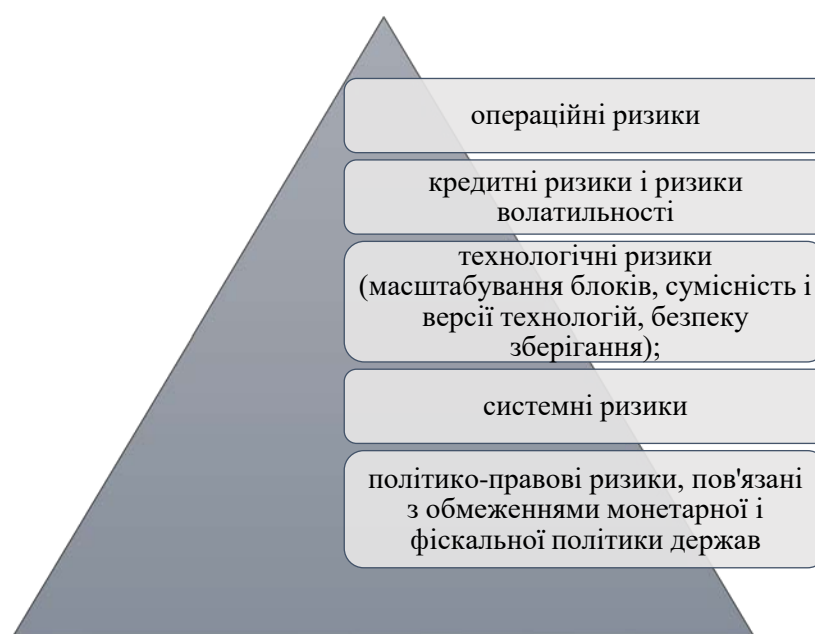 операційні ризики
кредитні ризики і ризики
волатильності
технологічні ризики
(масштабування блоків, сумісність і
версії технологій, безпеку
зберігання);
системні ризики
політико-правові ризики, пов'язані
з обмеженнями монетарної і
фіскальної політики держав